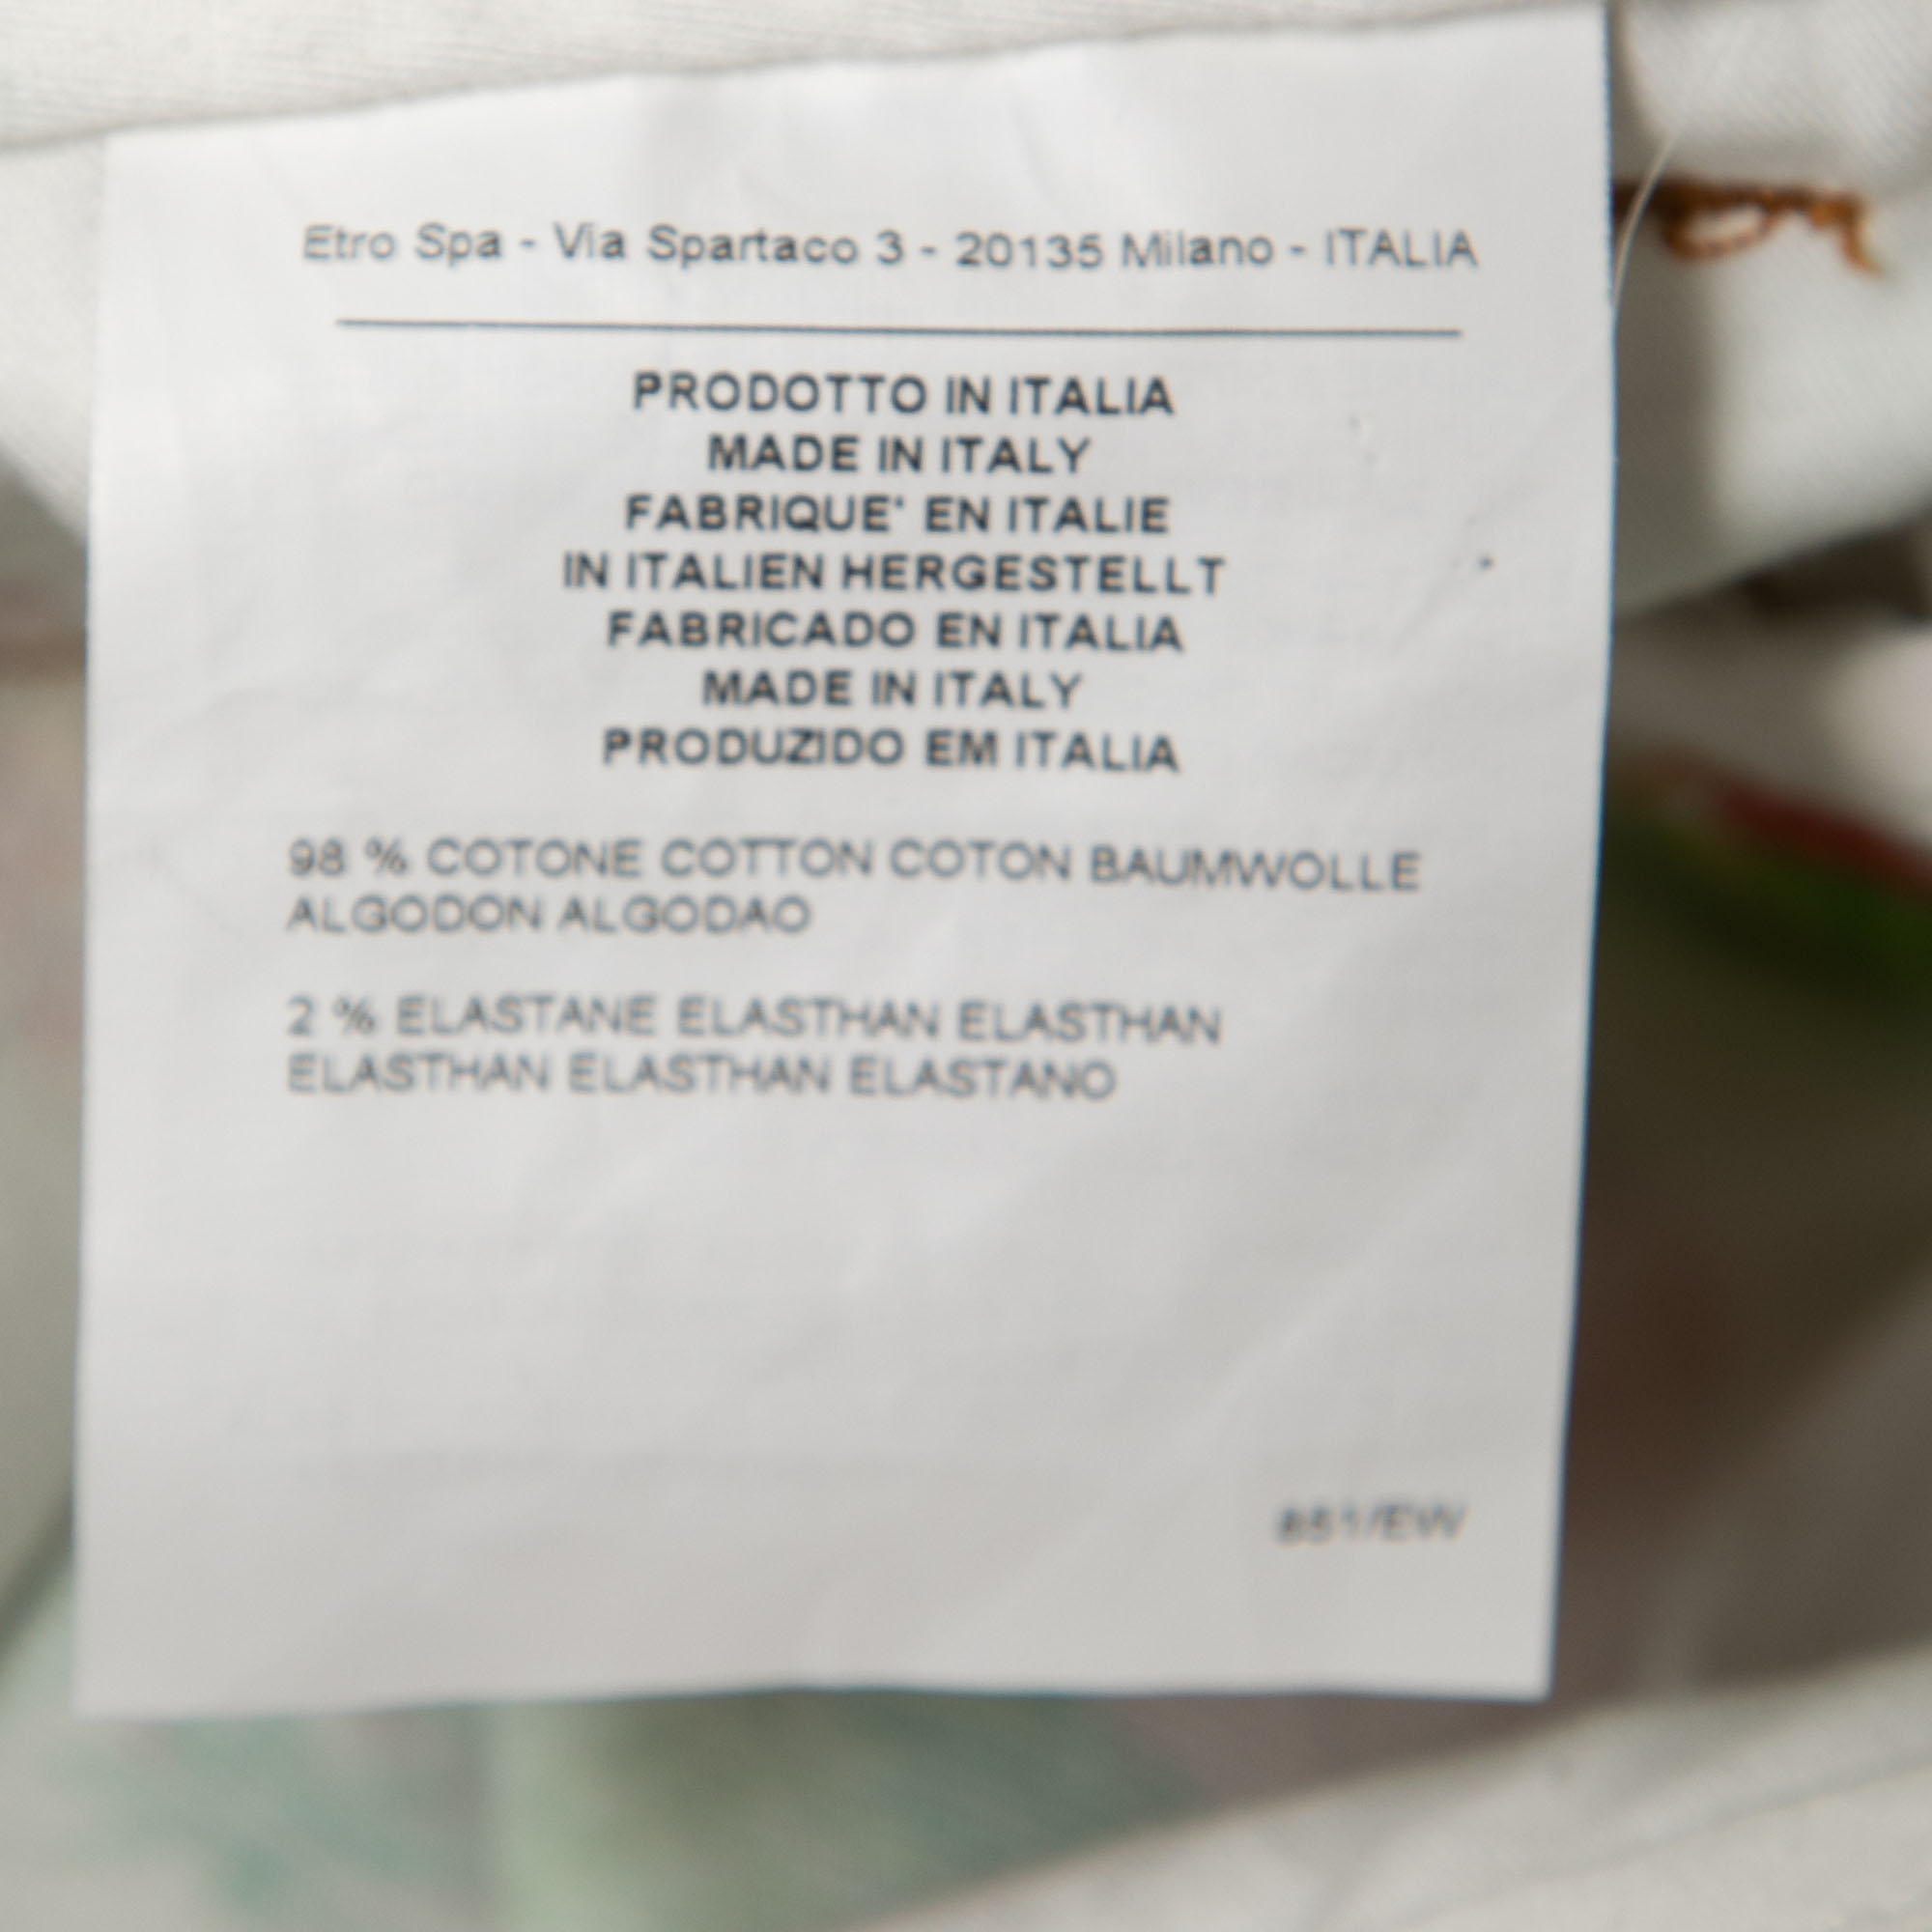 Etro Spa - Via Spartaco 3 - 20135 Milano - ITALIA
PRODOTTO IN ITALIA
MADE IN ITALY
FABRIQUE' EN ITALIE
IN ITALIEN HERGESTELLT
FABRICADO EN ITALIA
MADE IN ITALY
PRODUZIDO EM ITALIA
98 % COTONE COTTON COTON BAUMWOLLE
ALGODON ALGODAO
2 % ELASTANE ELASTHAN ELASTHAN
ELASTHAN ELASTHAN ELASTANO
851/EW